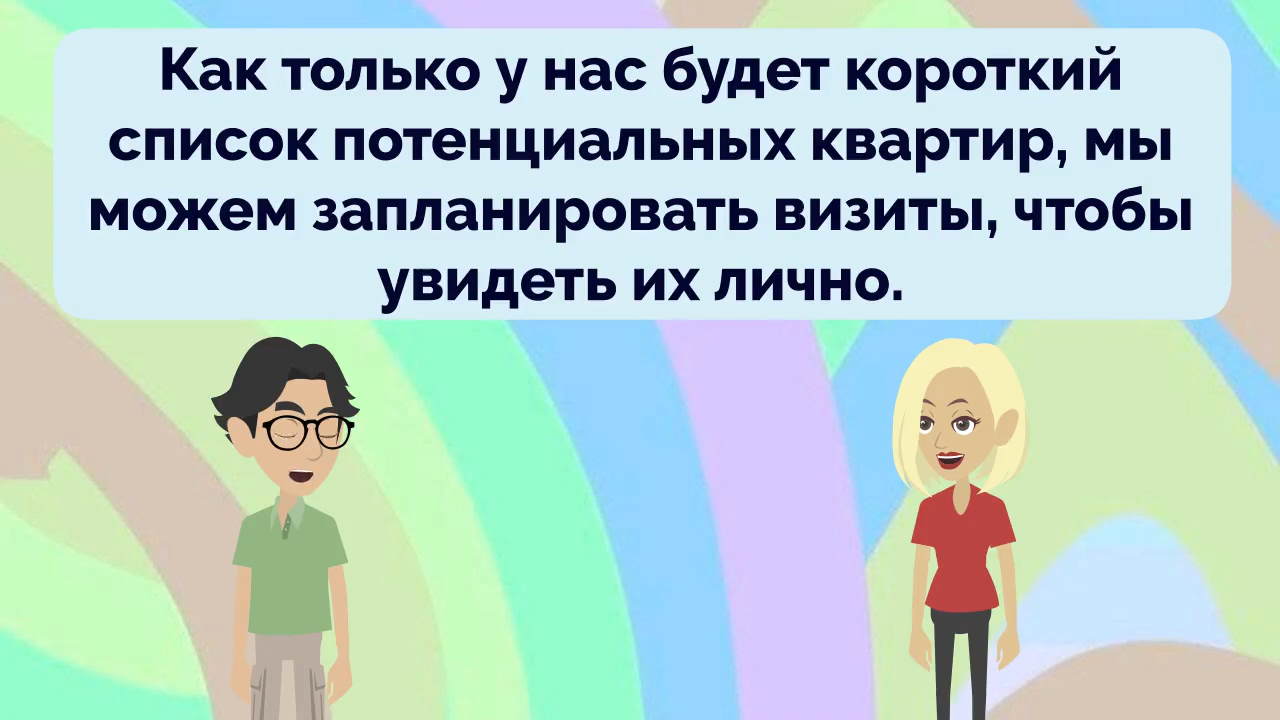 Как только у нас будет короткий
список потенциальных квартир, мы
можем запланировать визиты, чтобы
увидеть их лично.